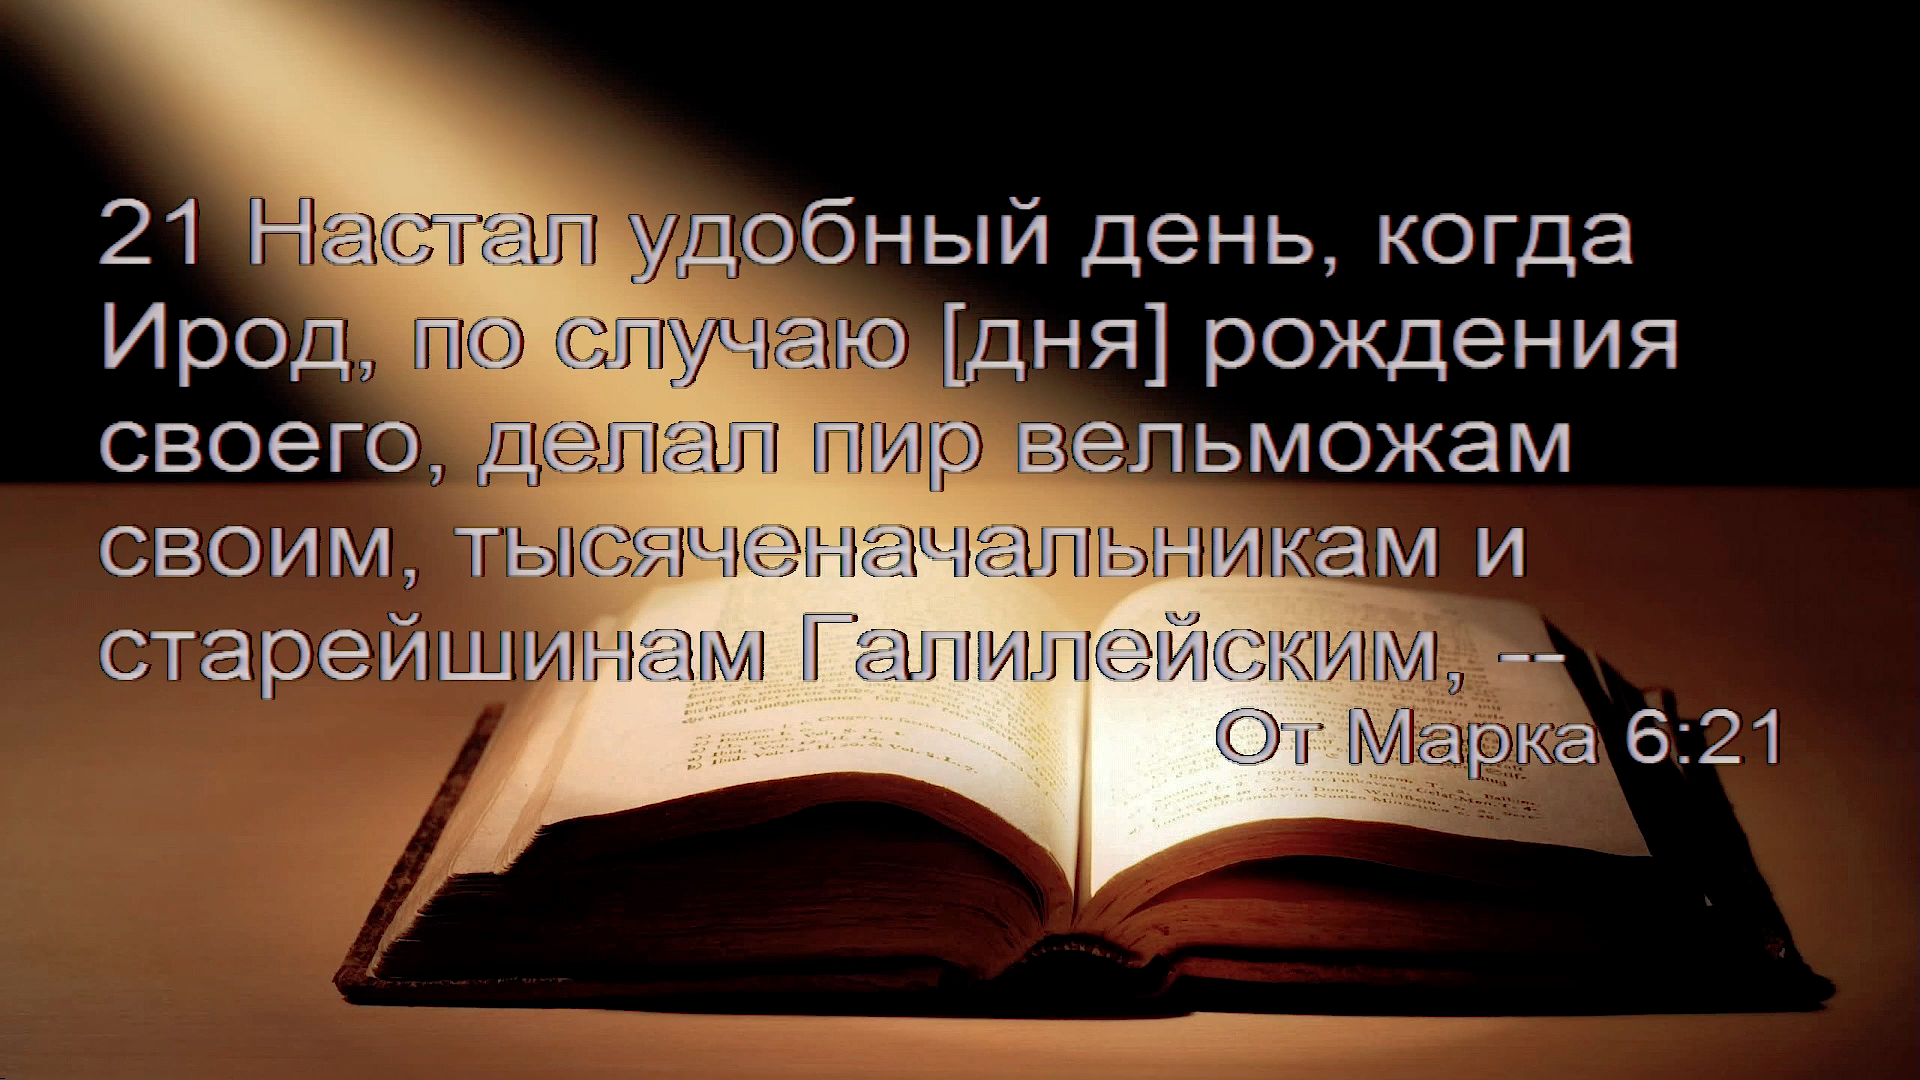 21 Настал удобный день, когда
Ирод, по случаю [дня] рождения
своего, делал пир вельможам
своим, тысяченачальникам и
старейшинам Галилейским, --
От Марка 6:21